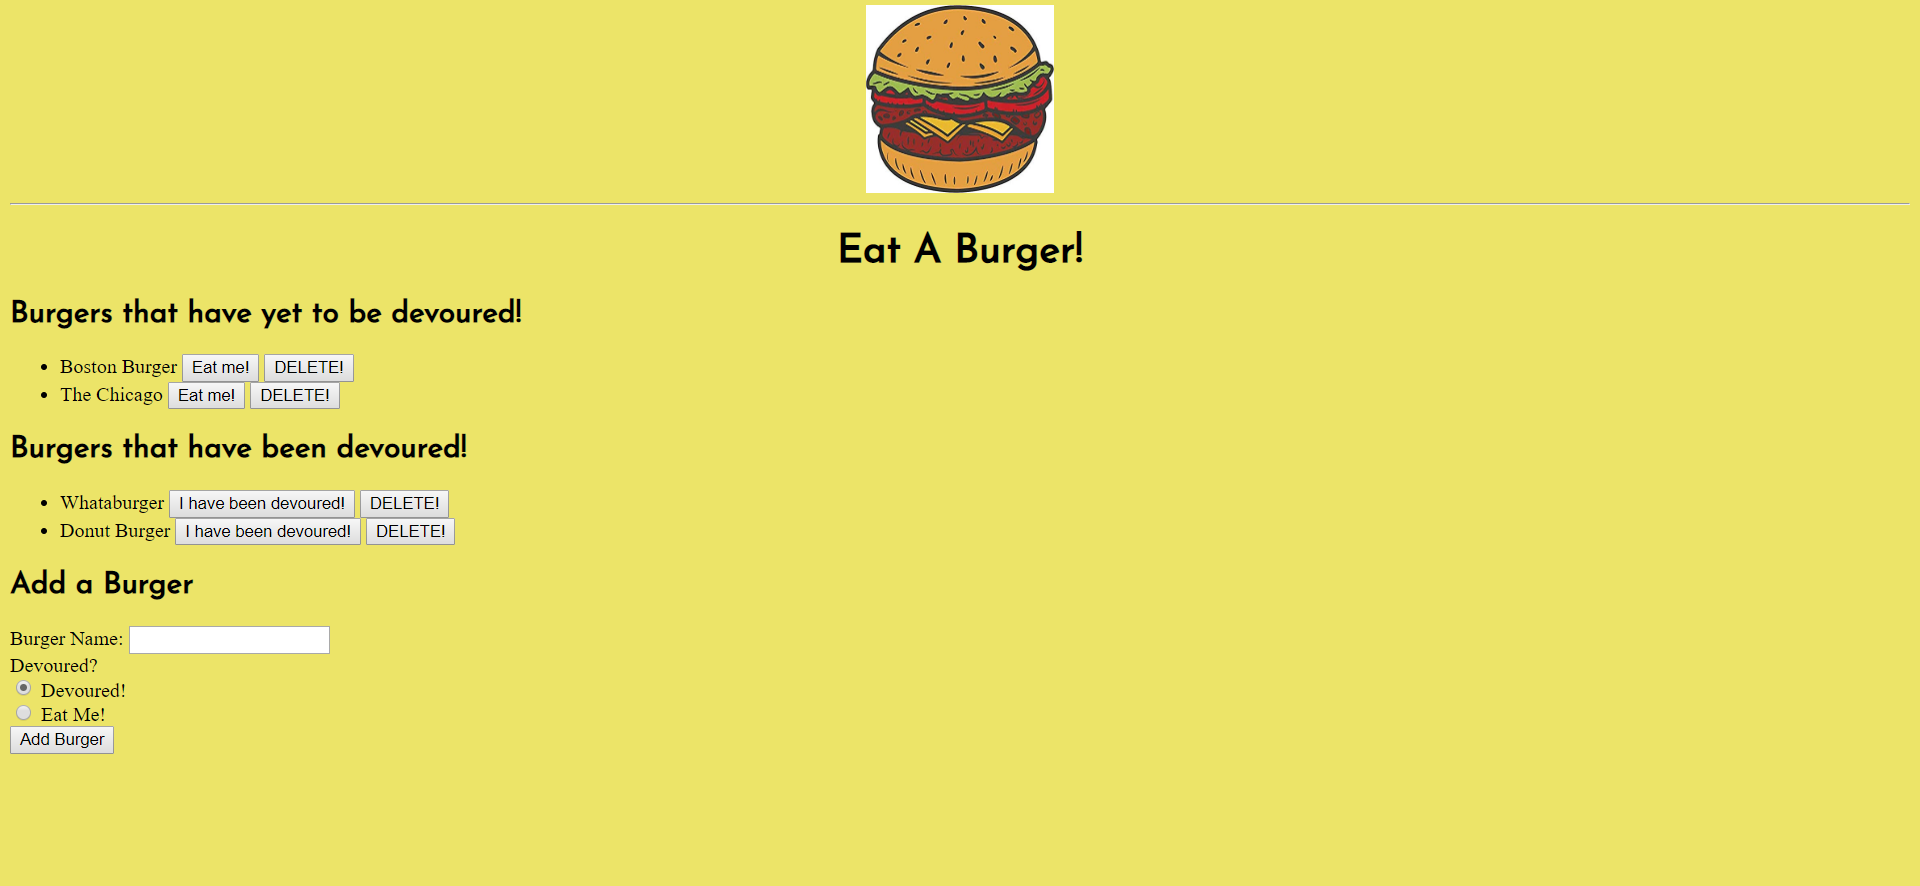 Eat A Burger!
Burgers that have yet to be devoured!
Boston Burger Eat me! DELETE!
The Chicago Eat me! DELETE!
Burgers that have been devoured!
Whataburger I have been devoured! DELETE!
Donut Burger I have been devoured! DELETE!
Add a Burger
Burger Name:
Devoured?
Devoured!
Eat Me!
Add Burger